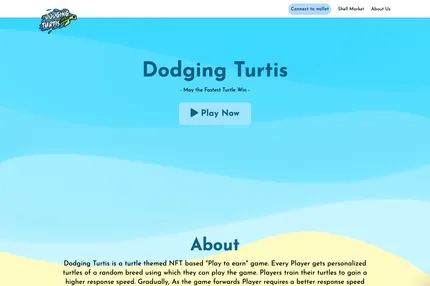 DODGING
TURTIS
Connect to wallet
Shell Market
About Us
Dodging Turtis
- May the Fastest Turtle Win -
Play Now
About
Dodging Turtis is a turtle themed NFT based "Play to earn" game. Every Player gets personalized
turtles of a random breed using which they can play the game. Players train their turtles to gain a
higher response speed. Gradually, As the game forwards Player requires a better response speed